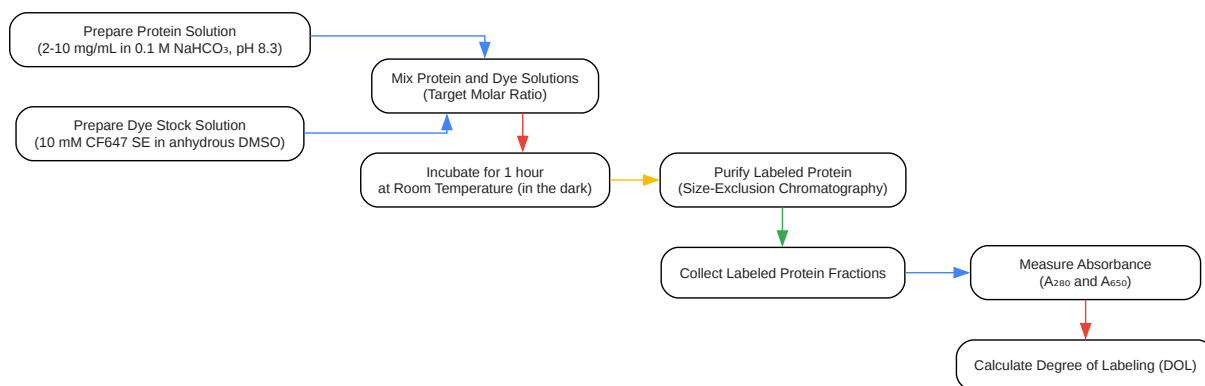 Prepare Protein Solution
(2-10 mg/mL in 0.1 M NaHCO₃, pH 8.3)
Mix Protein and Dye Solutions
(Target Molar Ratio)
Prepare Dye Stock Solution
(10 mM CF647 SE in anhydrous DMSO)
Incubate for 1 hour
at Room Temperature (in the dark)
Purify Labeled Protein
(Size-Exclusion Chromatography)
Collect Labeled Protein Fractions
Measure Absorbance
(A₂₈₀ and A₆₅₀)
Calculate Degree of Labeling (DOL)